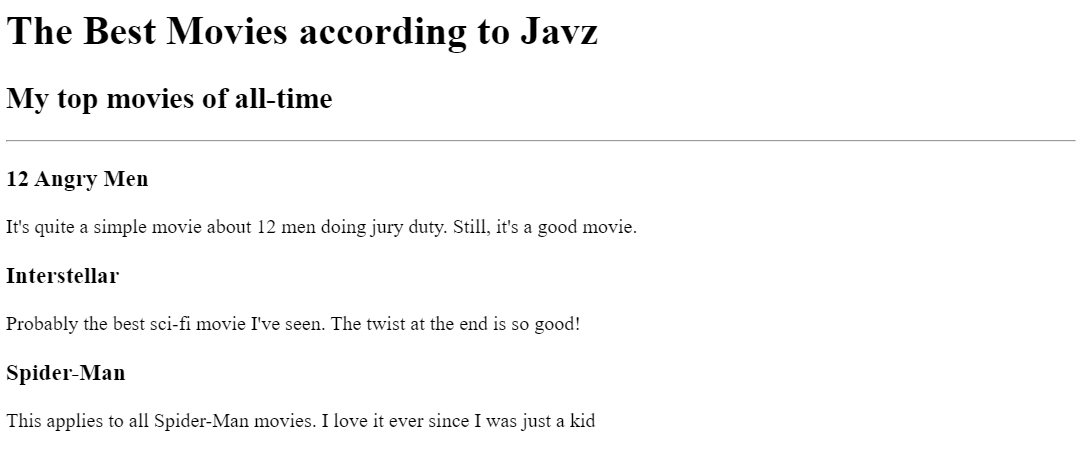 The Best Movies according to Javz
My top movies of all-time
12 Angry Men
It's quite a simple movie about 12 men doing jury duty. Still, it's a good movie.
Interstellar
Probably the best sci-fi movie I've seen. The twist at the end is so good!
Spider-Man
This applies to all Spider-Man movies. I love it ever since I was just a kid